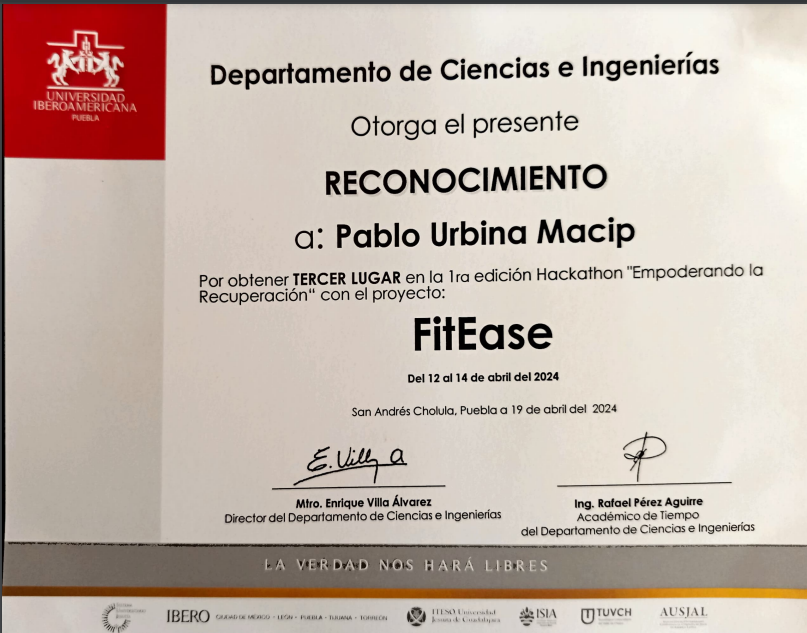 UNIVERSIDAD
IBEROAMERICANA
PUEBLA
Departamento de Ciencias e Ingenierías
Otorga el presente
RECONOCIMIENTO
a: Pablo Urbina Macip
Por obtener TERCER LUGAR en la 1ra edición Hackathon "Empoderando la
Recuperación“ con el proyecto:
FitEase
Del 12 al 14 de abril del 2024
San Andrés Cholula, Puebla a 19 de abril del 2024
E. Villa A
Mtro. Enrique Villa Álvarez
Director del Departamento de Ciencias e Ingenierías
Ing. Rafael Pérez Aguirre
Académico de Tiempo
del Departamento de Ciencias e Ingenierías
LA VERDAD NOS HARÁ LIBRES
IBERO CIUDAD DE MÉXICO - LEÓN - PUEBLA - TIJUANA - TORREÓN
ITESO, Universidad
Jesuita de Guadalajara
ISIA
TUVCH
AUSJAL